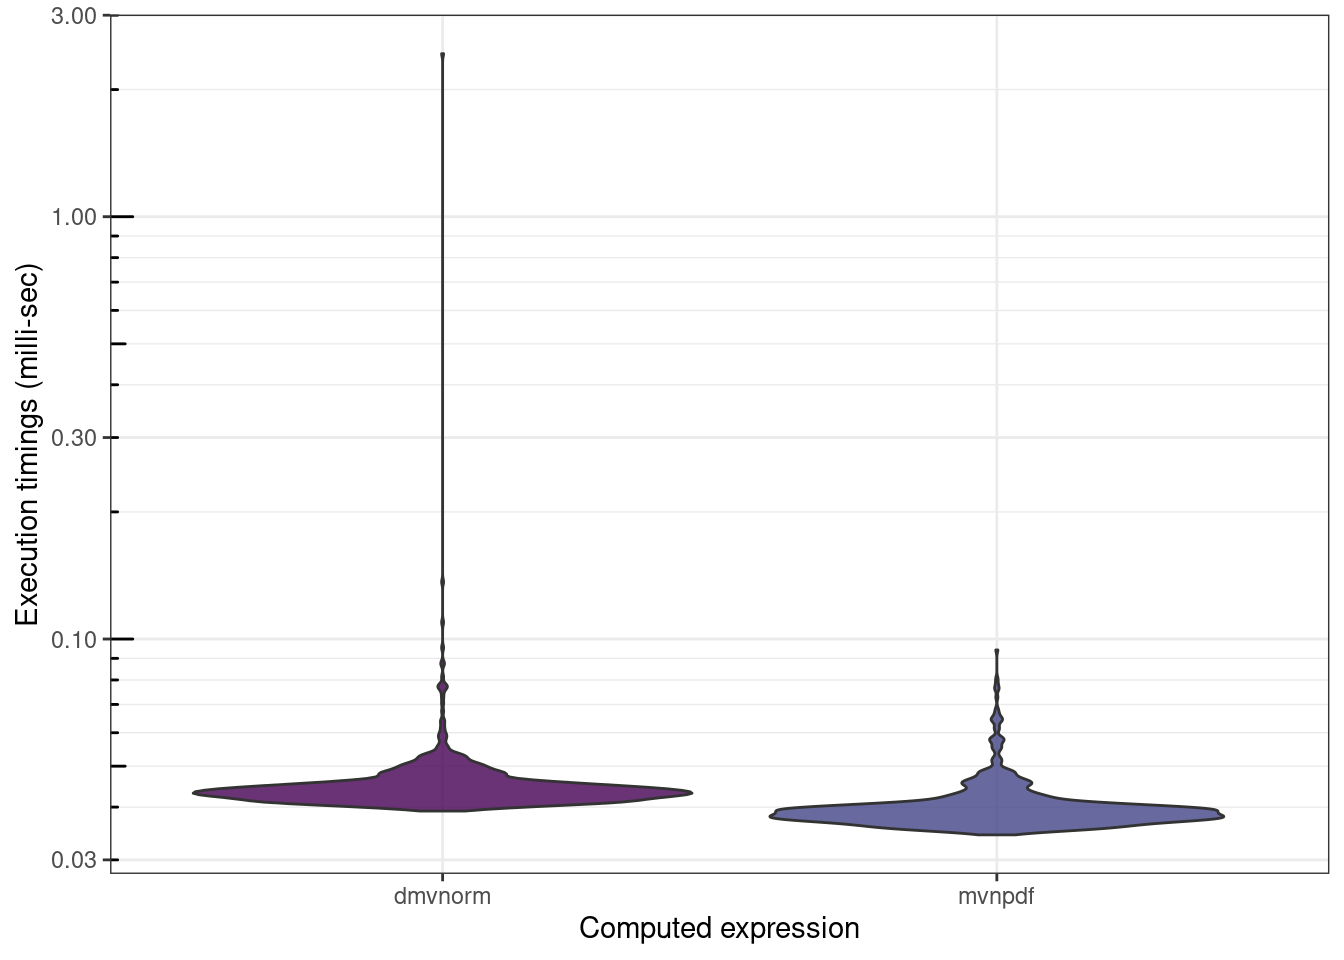 3.00
1.00
0.30
0.10
0.03
Execution timings (milli-sec)
dmvnorm
mvnpdf
Computed expression